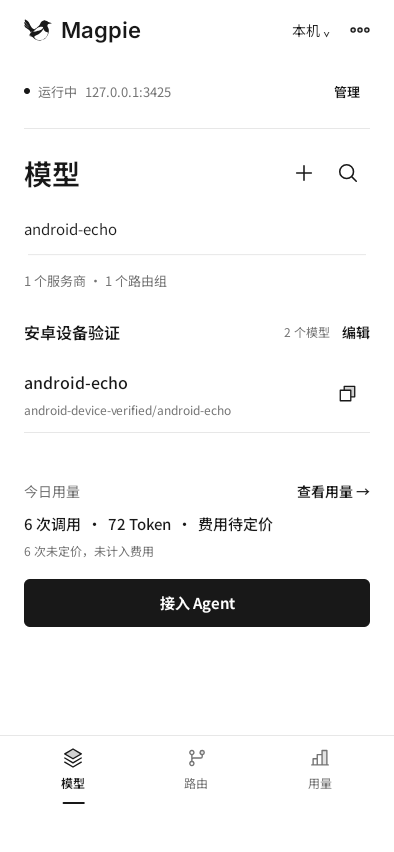 Magpie
本机
运行中 127.0.0.1:3425 管理
模型
android-echo
1 个服务商 · 1 个路由组
安卓设备验证 2 个模型 编辑
android-echo
android-device-verified/android-echo
今日用量 查看用量 →
6 次调用 · 72 Token · 费用待定价
6 次未定价，未计入费用
接入 Agent
模型 路由 用量